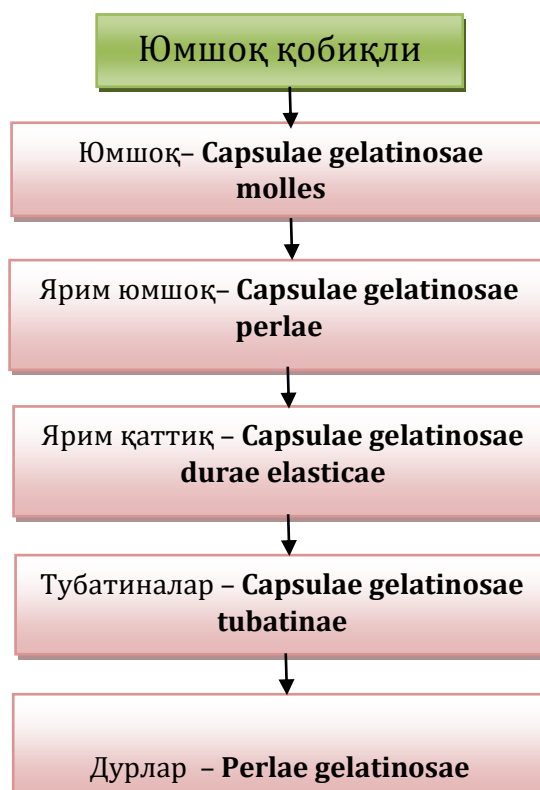 Юмшоқ қобиқли
Юмшоқ– Capsulae gelatinosae
molles
Ярим юмшоқ– Capsulae gelatinosae
perlae
Ярим қаттиқ – Capsulae gelatinosae
durae elasticae
Тубатиналар – Capsulae gelatinosae
tubatinae
Дурлар – Perlae gelatinosae